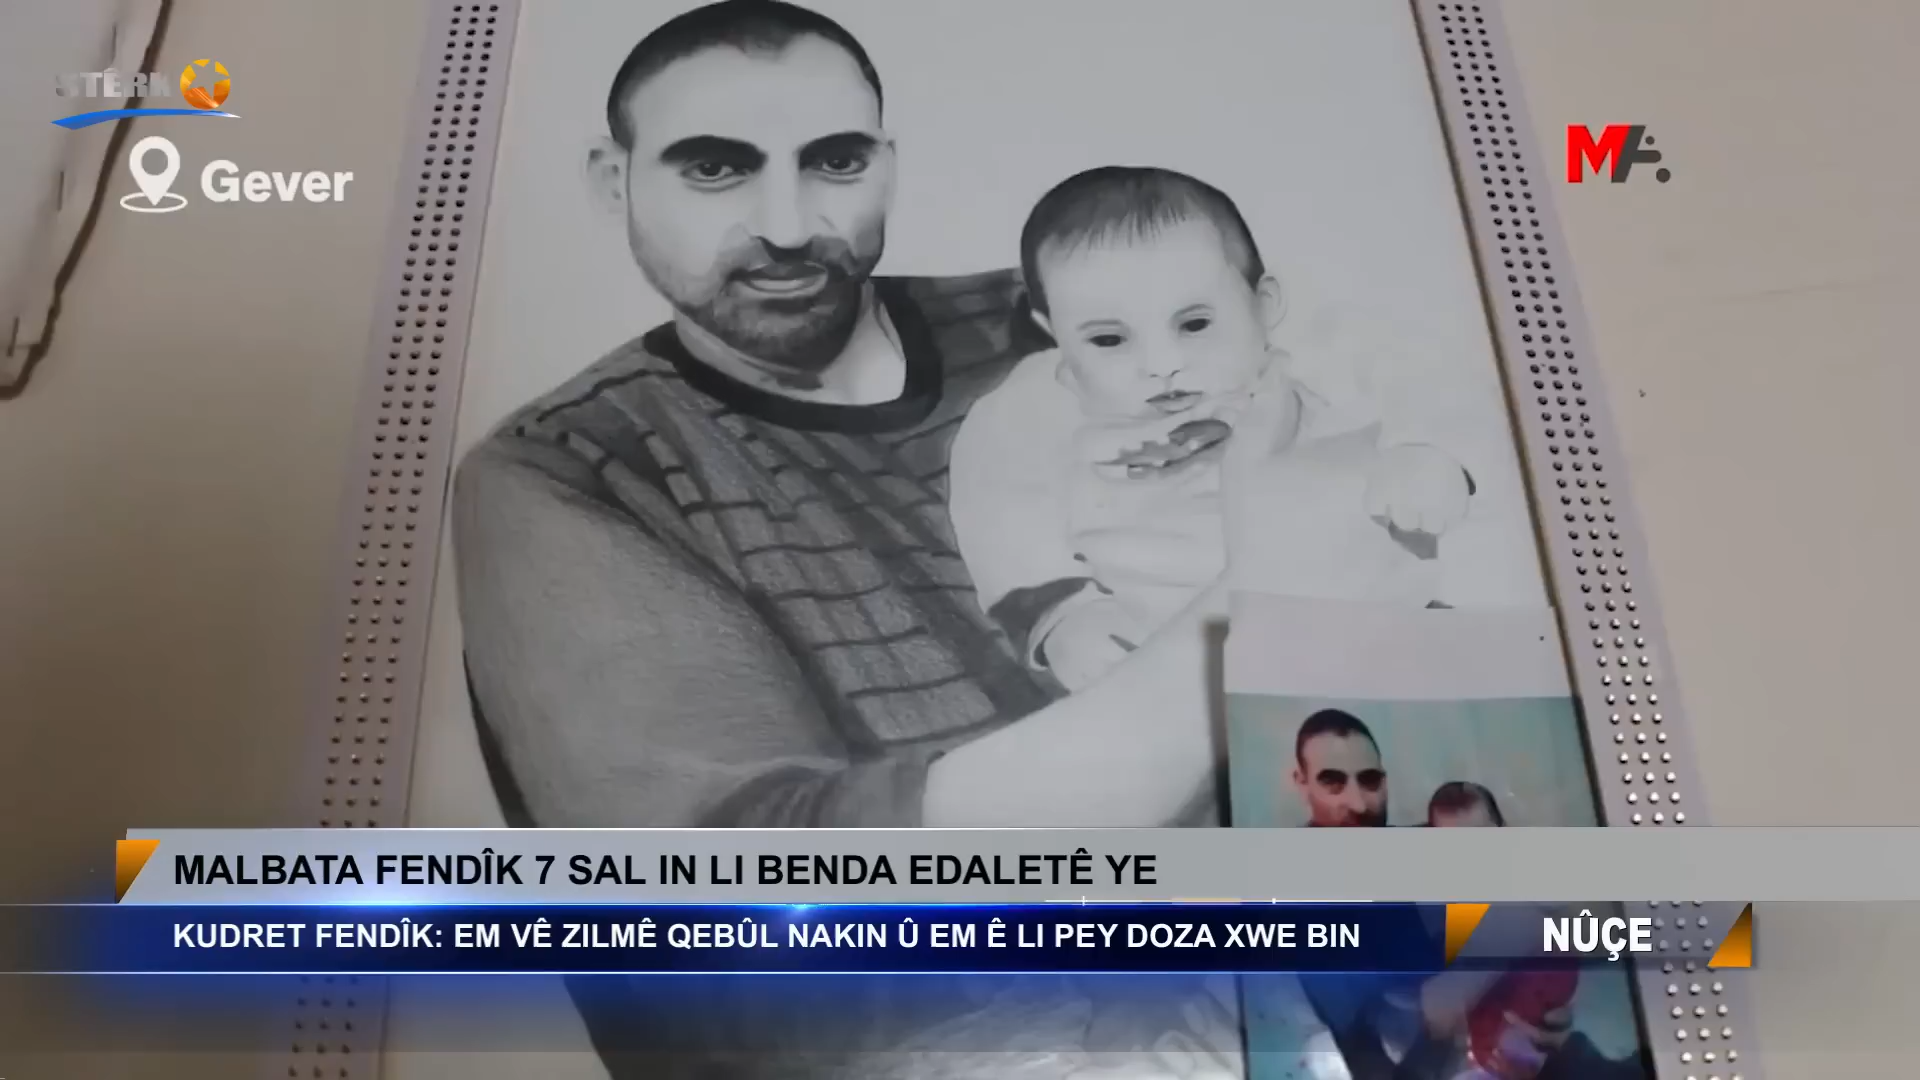 STÊRK
Gever
MA
MALBATA FENDÎK 7 SAL IN LI BENDA EDALETÊ YE
KUDRET FENDÎK: EM VÊ ZILMÊ QEBÛL NAKIN Û EM Ê LI PEY DOZA XWE BIN
NÛÇE